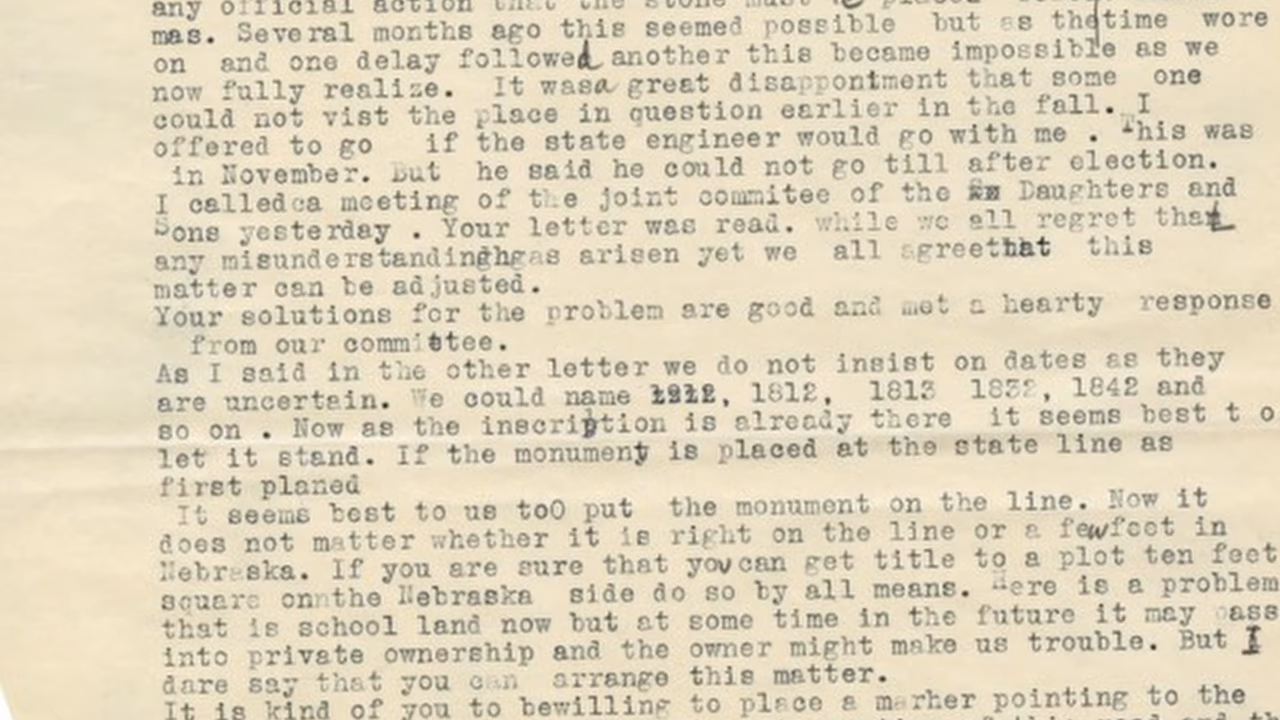 any official action that the stone must be placed
mas. Several months ago this seemed possible but as thetime wore
on and one delay followed another this became impossible as we
now fully realize. It wasa great disappontment that some one
could not vist the place in question earlier in the fall. I
offered to go if the state engineer would go with me . This was
in November. But he said he could not go till after election.
I calledca meeting of the joint commitee of the Daughters and
Sons yesterday . Your letter was read. while we all regret that
any misunderstandinghgas arisen yet we all agreethat this
matter can be adjusted.
Your solutions for the problem are good and met a hearty response
from our committee.
As I said in the other letter we do not insist on dates as they
are uncertain. We could name 1212, 1812, 1813 1832, 1842 and
so on . Now as the inscription is already there it seems best t o
let it stand. If the monument is placed at the state line as
first planed
It seems best to us toO put the monument on the line. Now it
does not matter whether it is right on the line or a fewfeet in
Nebraska. If you are sure that youcan get title to a plot ten feet
square onnthe Nebraska side do so by all means. Here is a problem
that is school land now but at some time in the future it may pass
into private ownership and the owner might make us trouble. But I
dare say that you can arrange this matter.
It is kind of you to bewilling to place a marher pointing to the